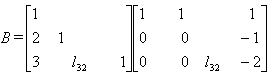 B = [1 ; 2 1 ; 3 l₃₂ 1] [1 1 1 ; 0 0 −1 ; 0 0 l₃₂ −2]